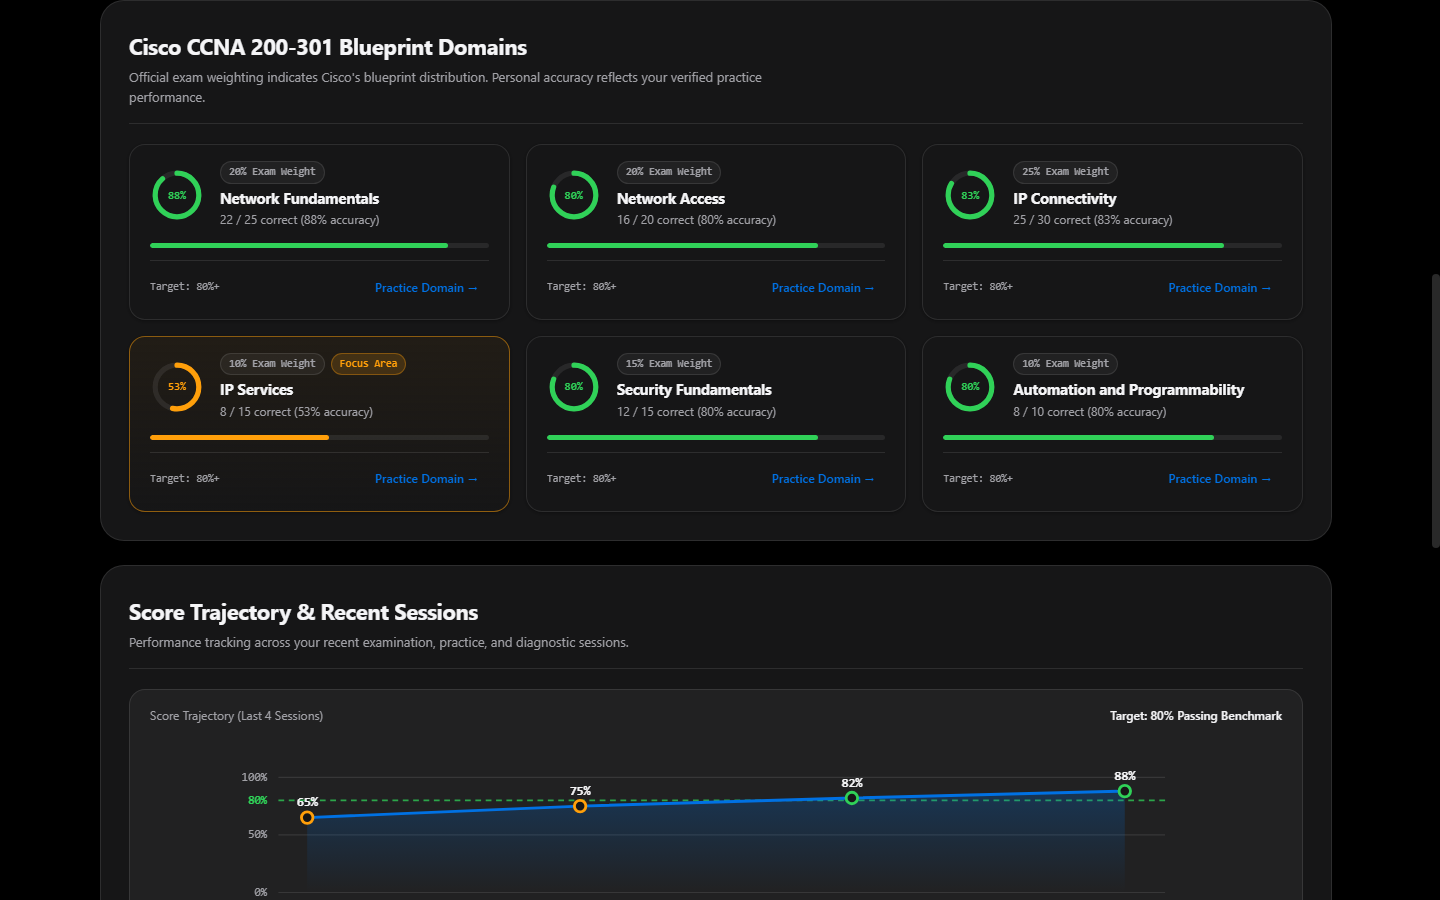 Cisco CCNA 200-301 Blueprint Domains
Official exam weighting indicates Cisco's blueprint distribution. Personal accuracy reflects your verified practice
performance.
88%
20% Exam Weight
Network Fundamentals
22 / 25 correct (88% accuracy)
Target: 80%+
Practice Domain →
80%
20% Exam Weight
Network Access
16 / 20 correct (80% accuracy)
Target: 80%+
Practice Domain →
83%
25% Exam Weight
IP Connectivity
25 / 30 correct (83% accuracy)
Target: 80%+
Practice Domain →
53%
10% Exam Weight
Focus Area
IP Services
8 / 15 correct (53% accuracy)
Target: 80%+
Practice Domain →
80%
15% Exam Weight
Security Fundamentals
12 / 15 correct (80% accuracy)
Target: 80%+
Practice Domain →
80%
10% Exam Weight
Automation and Programmability
8 / 10 correct (80% accuracy)
Target: 80%+
Practice Domain →
Score Trajectory & Recent Sessions
Performance tracking across your recent examination, practice, and diagnostic sessions.
Score Trajectory (Last 4 Sessions)
Target: 80% Passing Benchmark
100%
80%
50%
0%
65%
75%
82%
88%